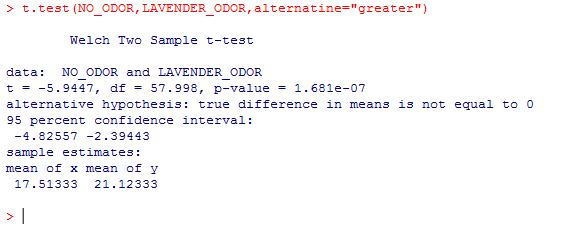 > t.test(NO_ODOR,LAVENDER_ODOR,alternatine="greater")
Welch Two Sample t-test
data: NO_ODOR and LAVENDER_ODOR
t = -5.9447, df = 57.998, p-value = 1.681e-07
alternative hypothesis: true difference in means is not equal to 0
95 percent confidence interval:
-4.82557 -2.39443
sample estimates:
mean of x mean of y
17.51333 21.12333
>